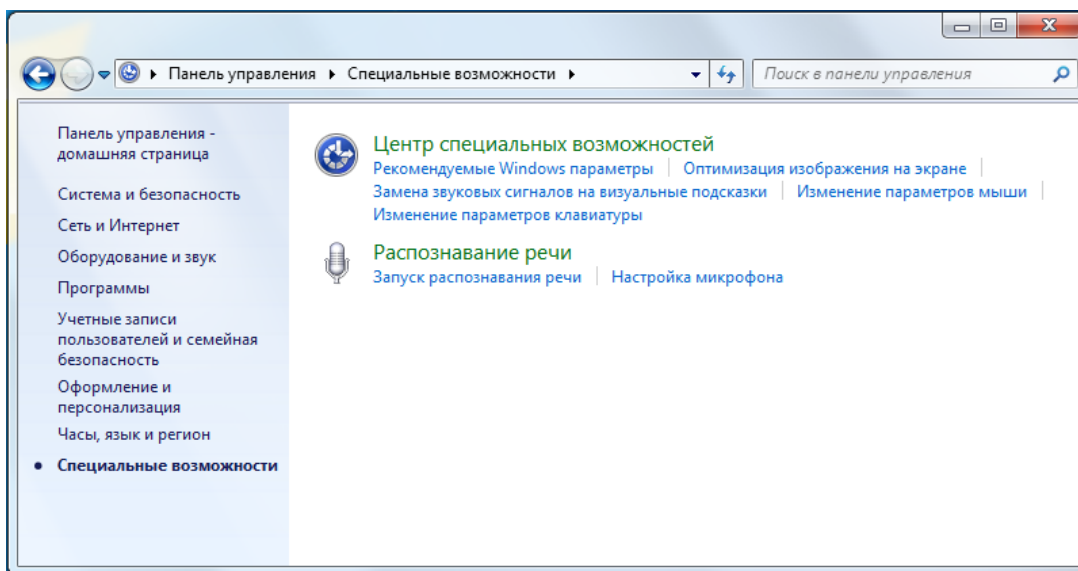 Панель управления Специальные возможности
Поиск в панели управления
Панель управления -
домашняя страница
Система и безопасность
Сеть и Интернет
Оборудование и звук
Программы
Учетные записи
пользователей и семейная
безопасность
Оформление и
персонализация
Часы, язык и регион
Специальные возможности
Центр специальных возможностей
Рекомендуемые Windows параметры Оптимизация изображения на экране
Замена звуковых сигналов на визуальные подсказки Изменение параметров мыши
Изменение параметров клавиатуры
Распознавание речи
Запуск распознавания речи Настройка микрофона